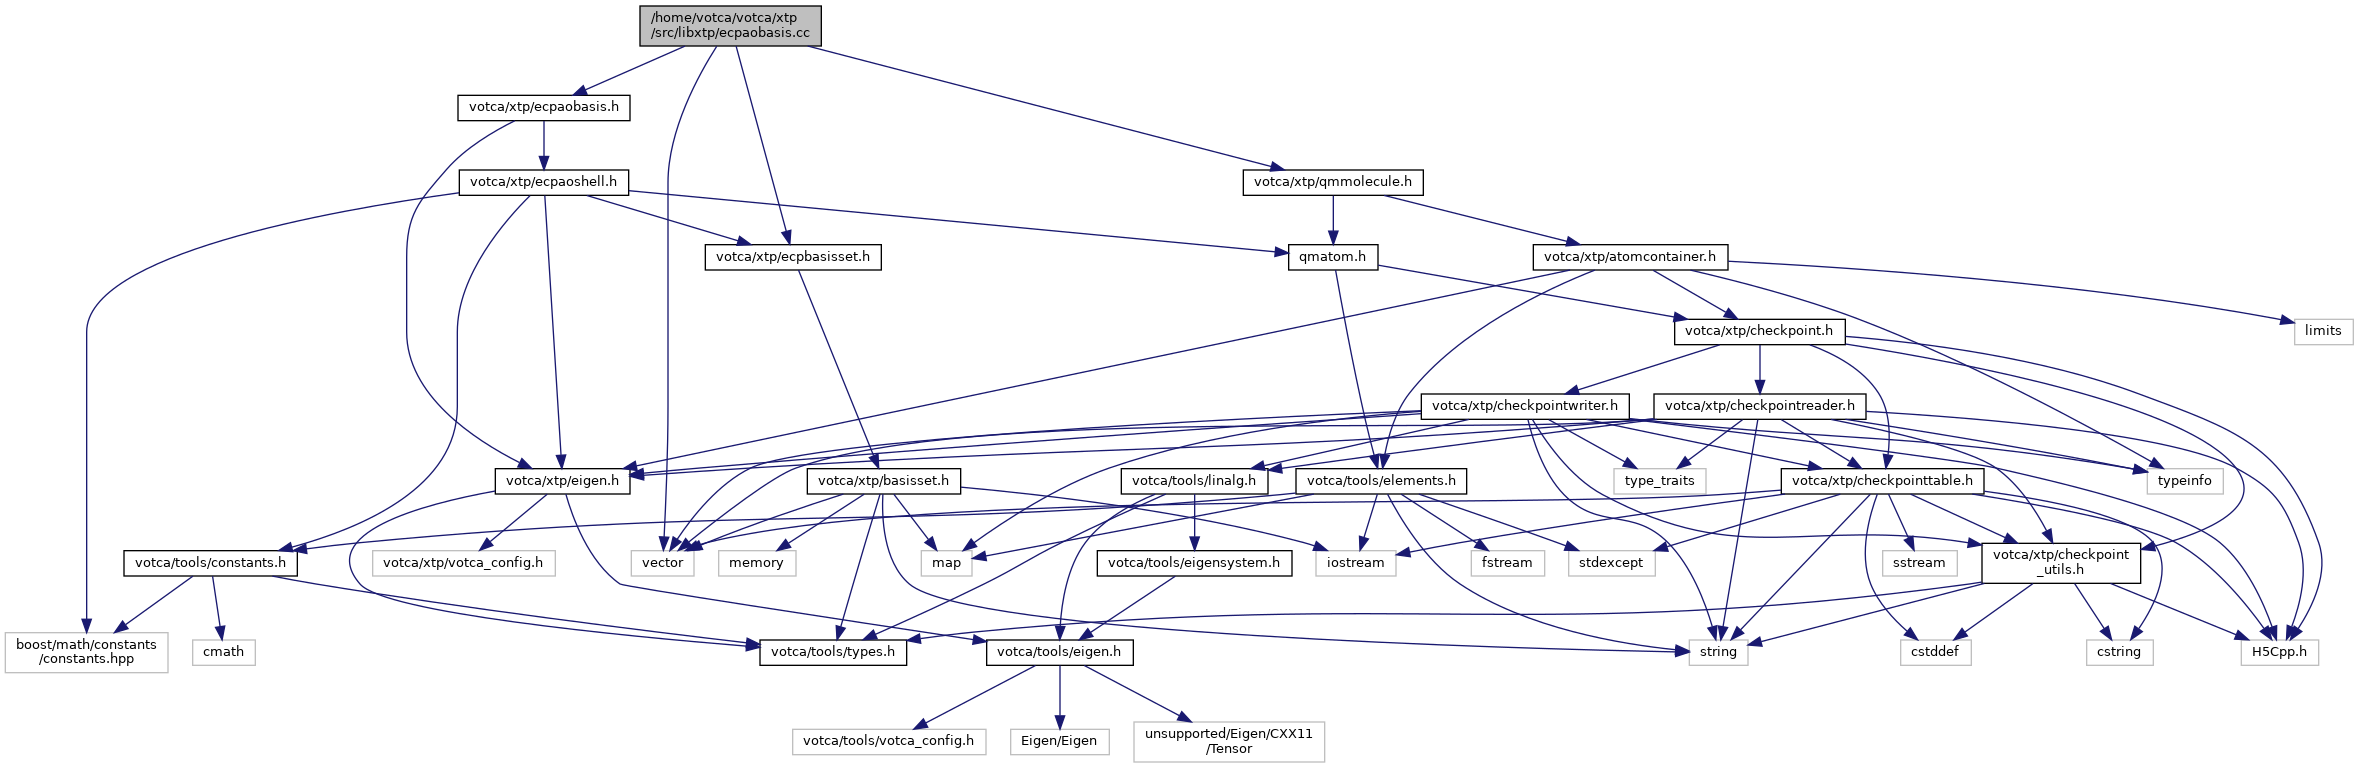 /home/votca/votca/xtp
/src/libxtp/ecpaobasis.cc
votca/xtp/ecpaobasis.h
votca/xtp/ecpaoshell.h
votca/xtp/qmmolecule.h
votca/xtp/ecpbasisset.h
qmatom.h
votca/xtp/atomcontainer.h
votca/xtp/checkpoint.h
limits
votca/xtp/checkpointwriter.h
votca/xtp/checkpointreader.h
votca/xtp/eigen.h
votca/xtp/basisset.h
votca/tools/linalg.h
votca/tools/elements.h
type_traits
votca/xtp/checkpointtable.h
typeinfo
votca/tools/constants.h
votca/xtp/votca_config.h
vector
memory
map
votca/tools/eigensystem.h
iostream
fstream
stdexcept
sstream
votca/xtp/checkpoint
_utils.h
boost/math/constants
/constants.hpp
cmath
votca/tools/types.h
votca/tools/eigen.h
string
cstddef
cstring
H5Cpp.h
votca/tools/votca_config.h
Eigen/Eigen
unsupported/Eigen/CXX11
/Tensor